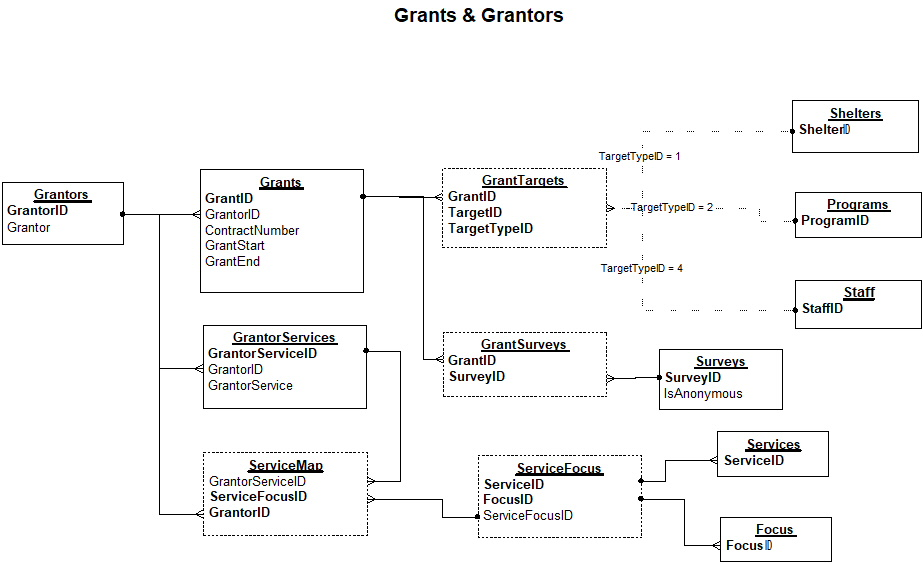 Grants & Grantors
Shelters
ShelterID
TargetTypeID = 1
Grantors
GrantorID
Grantor
Grants
GrantID
GrantorID
ContractNumber
GrantStart
GrantEnd
GrantTargets
GrantID
TargetID
TargetTypeID
TargetTypeID = 2
Programs
ProgramID
TargetTypeID = 4
Staff
StaffID
GrantorServices
GrantorServiceID
GrantorID
GrantorService
GrantSurveys
GrantID
SurveyID
Surveys
SurveyID
IsAnonymous
ServiceMap
GrantorServiceID
ServiceFocusID
GrantorID
ServiceFocus
ServiceID
FocusID
ServiceFocusID
Services
ServiceID
Focus
FocusID